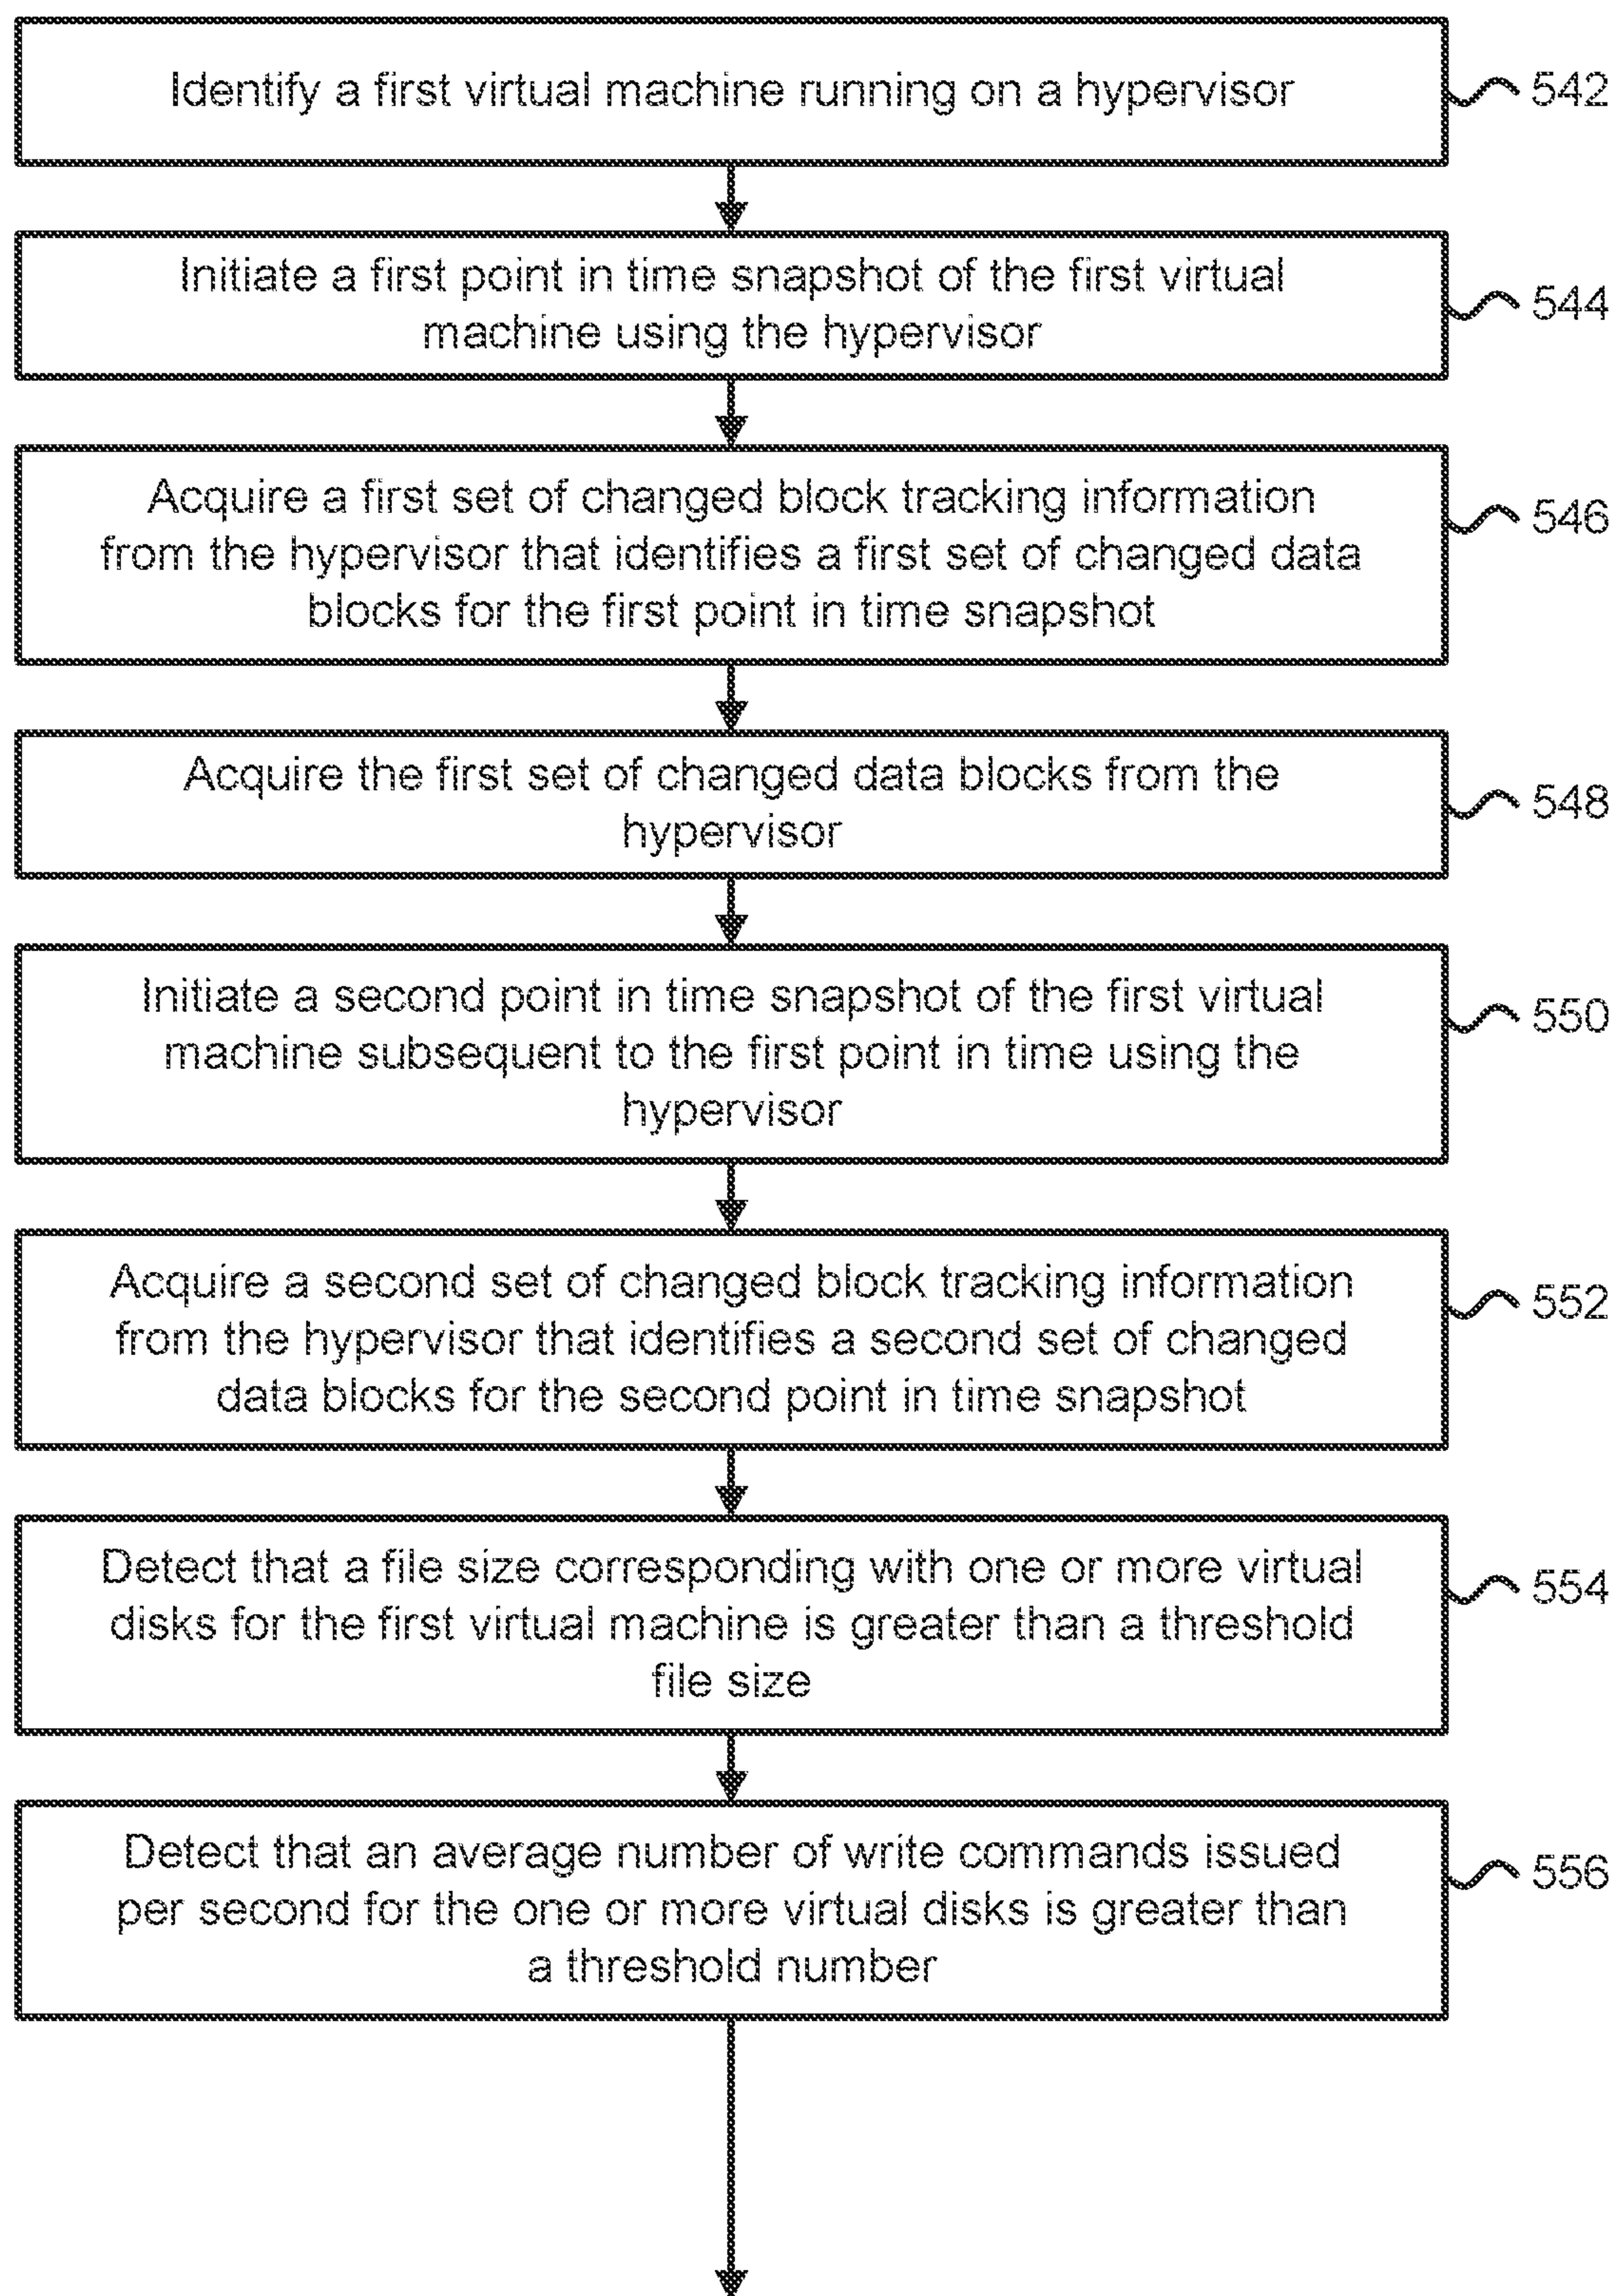 Identify a first virtual machine running on a hypervisor
542
Initiate a first point in time snapshot of the first virtual
machine using the hypervisor
544
Acquire a first set of changed block tracking information
from the hypervisor that identifies a first set of changed data
blocks for the first point in time snapshot
546
Acquire the first set of changed data blocks from the
hypervisor
548
Initiate a second point in time snapshot of the first virtual
machine subsequent to the first point in time using the
hypervisor
550
Acquire a second set of changed block tracking information
from the hypervisor that identifies a second set of changed
data blocks for the second point in time snapshot
552
Detect that a file size corresponding with one or more virtual
disks for the first virtual machine is greater than a threshold
file size
554
Detect that an average number of write commands issued
per second for the one or more virtual disks is greater than
a threshold number
556